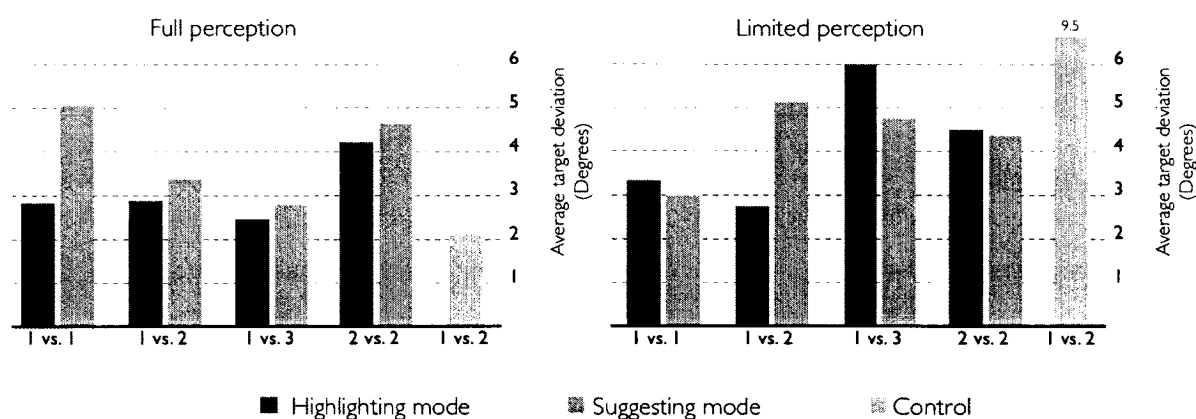 Full perception
6
5
4
3
2
1
Average target deviation
(Degrees)
1 vs. 1
1 vs. 2
1 vs. 3
2 vs. 2
1 vs. 2
Limited perception
9.5
6
5
4
3
2
1
Average target deviation
(Degrees)
1 vs. 1
1 vs. 2
1 vs. 3
2 vs. 2
1 vs. 2
Highlighting mode
Suggesting mode
Control